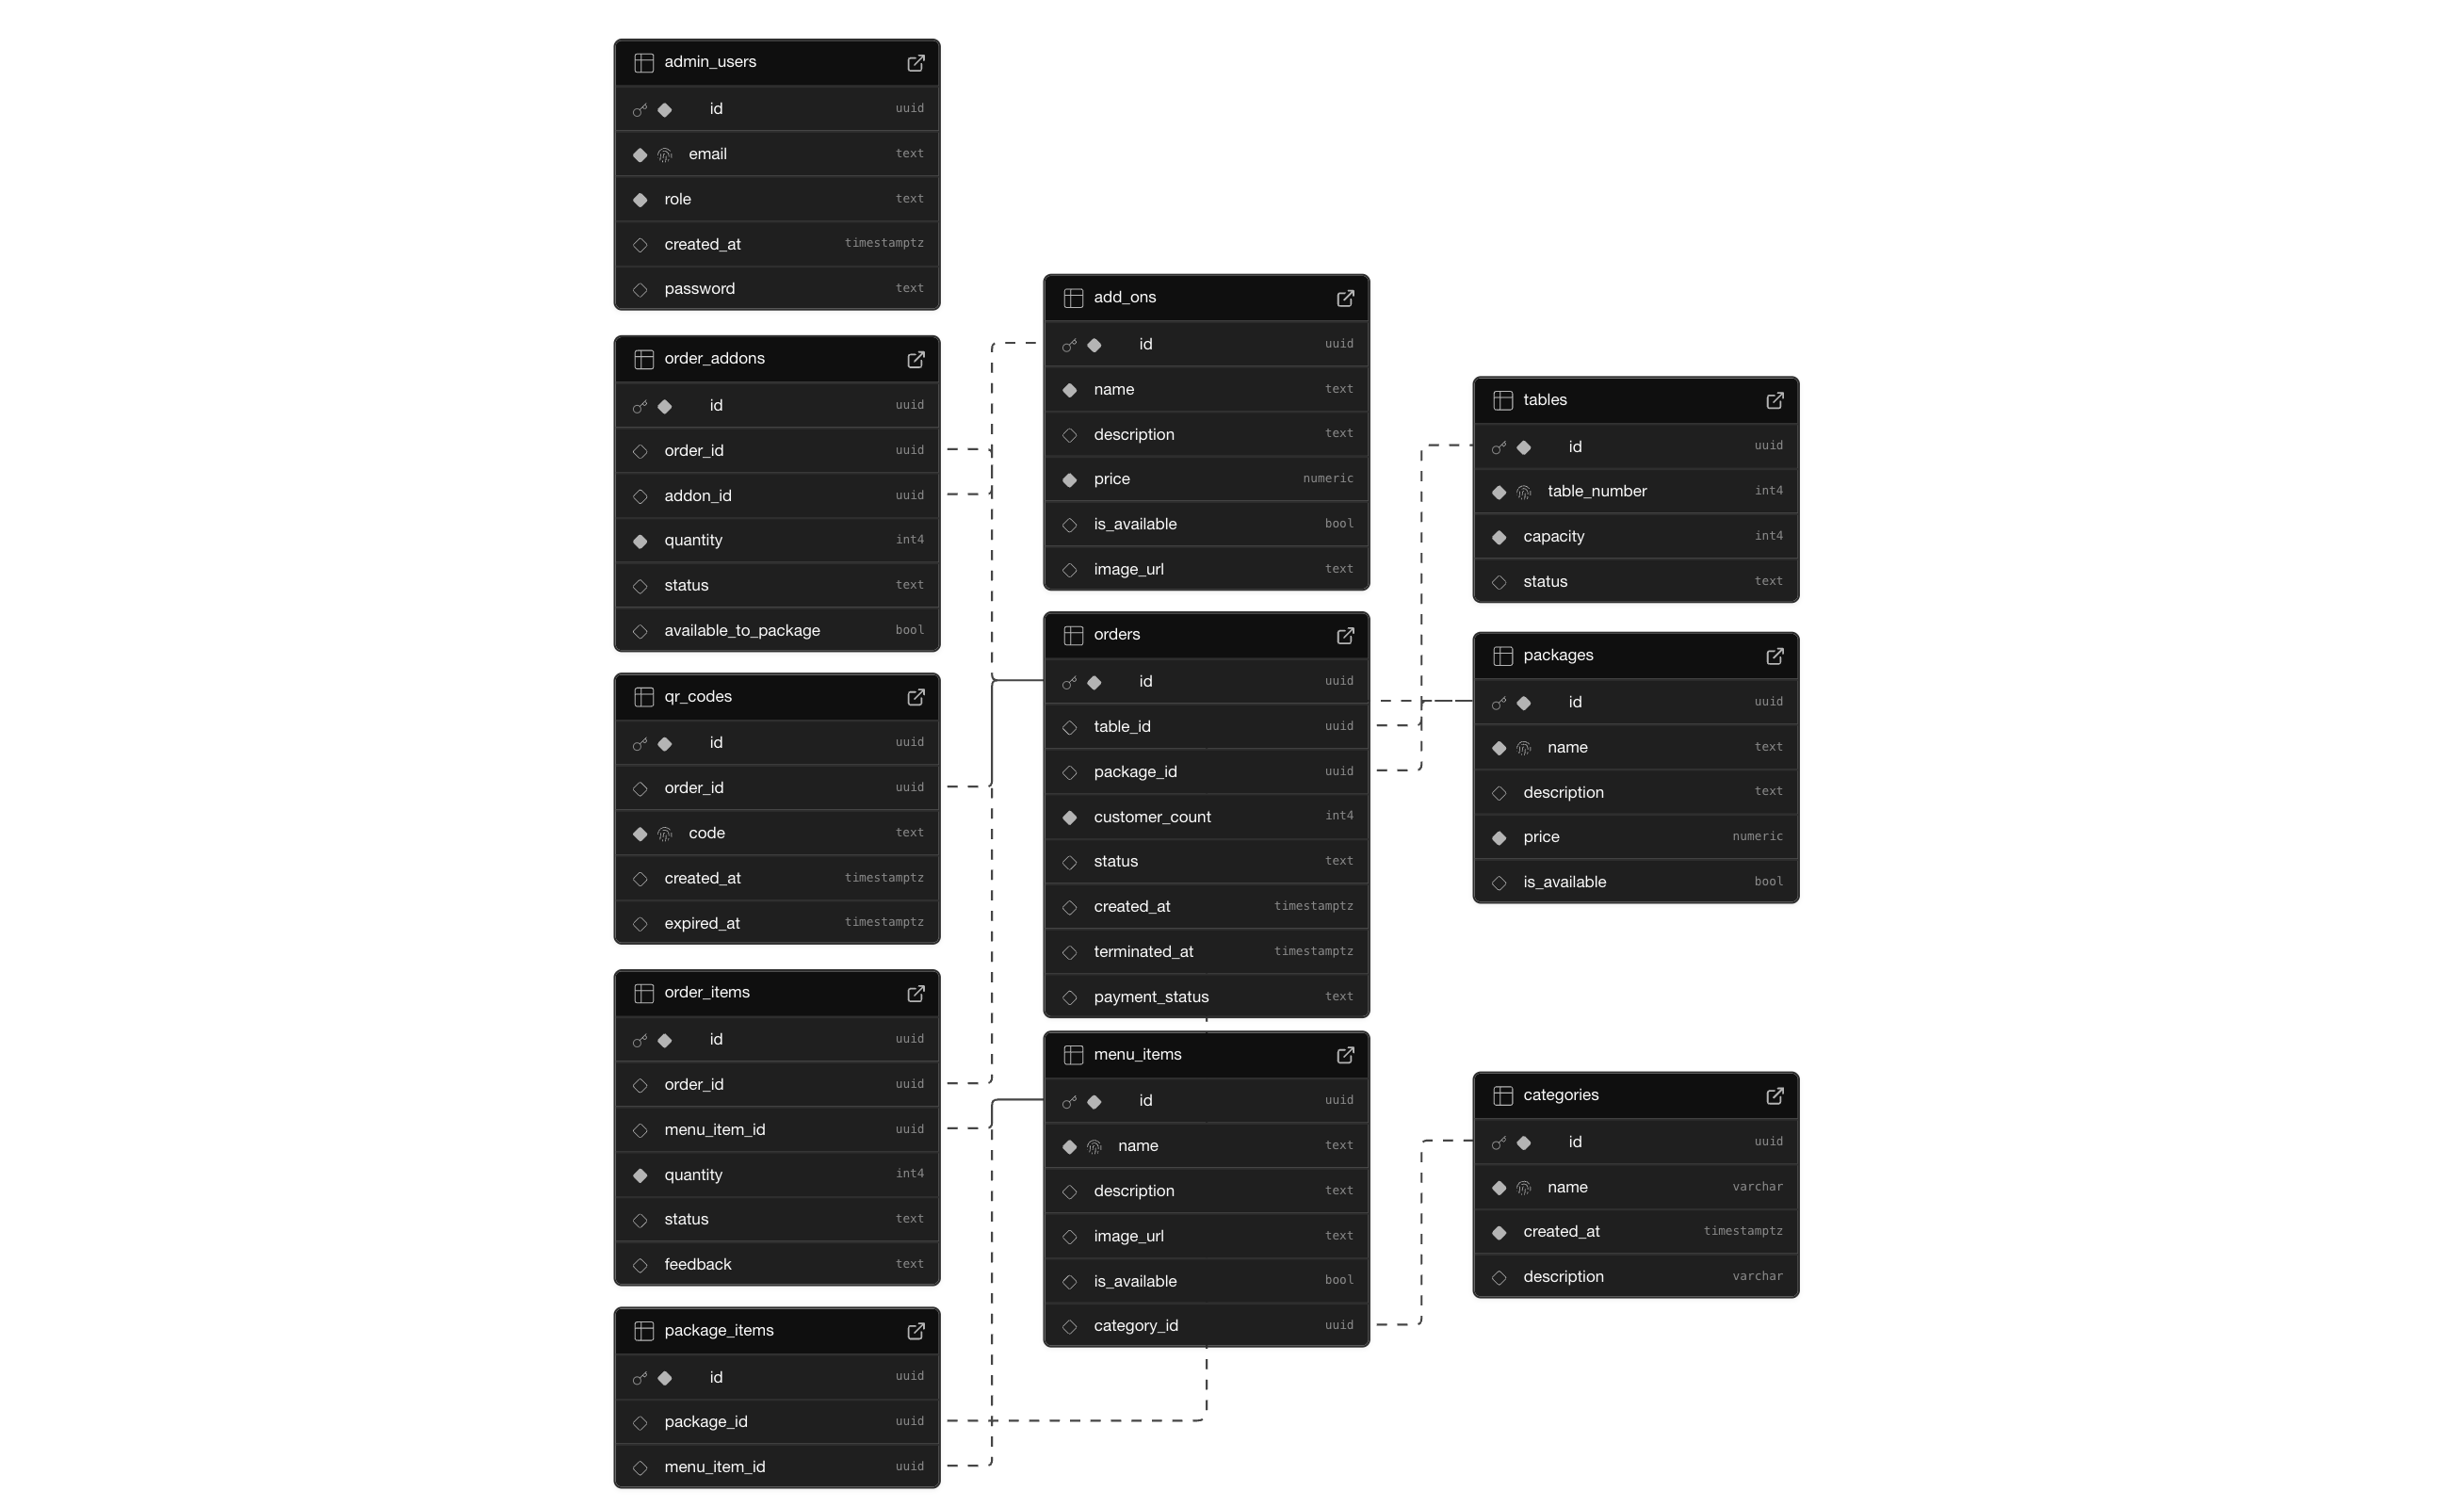 admin_users
id uuid
email text
role text
created_at timestamptz
password text
order_addons
id uuid
order_id uuid
addon_id uuid
quantity int4
status text
available_to_package bool
qr_codes
id uuid
order_id uuid
code text
created_at timestamptz
expired_at timestamptz
order_items
id uuid
order_id uuid
menu_item_id uuid
quantity int4
status text
feedback text
package_items
id uuid
package_id uuid
menu_item_id uuid
add_ons
id uuid
name text
description text
price numeric
is_available bool
image_url text
orders
id uuid
table_id uuid
package_id uuid
customer_count int4
status text
created_at timestamptz
terminated_at timestamptz
payment_status text
menu_items
id uuid
name text
description text
image_url text
is_available bool
category_id uuid
tables
id uuid
table_number int4
capacity int4
status text
packages
id uuid
name text
description text
price numeric
is_available bool
categories
id uuid
name varchar
created_at timestamptz
description varchar